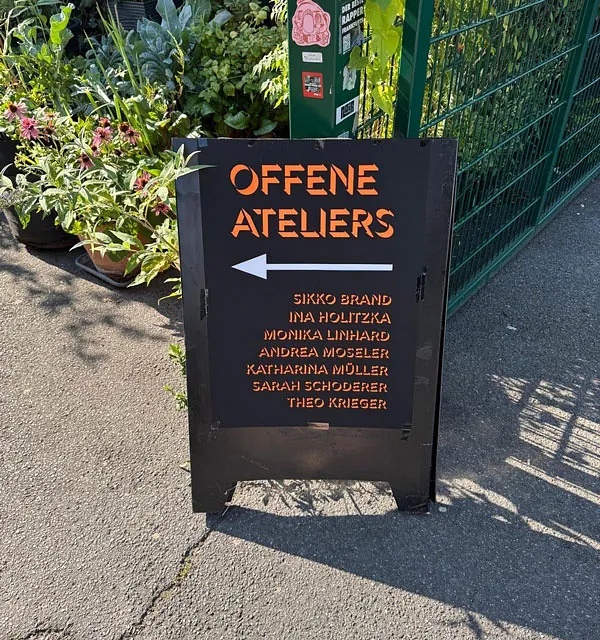 OFFENE
ATELIERS
SIKKO BRAND
INA HOLITZKA
MONIKA LINHARD
ANDREA MOSELER
KATHARINA MÜLLER
SARAH SCHODERER
THEO KRIEGER